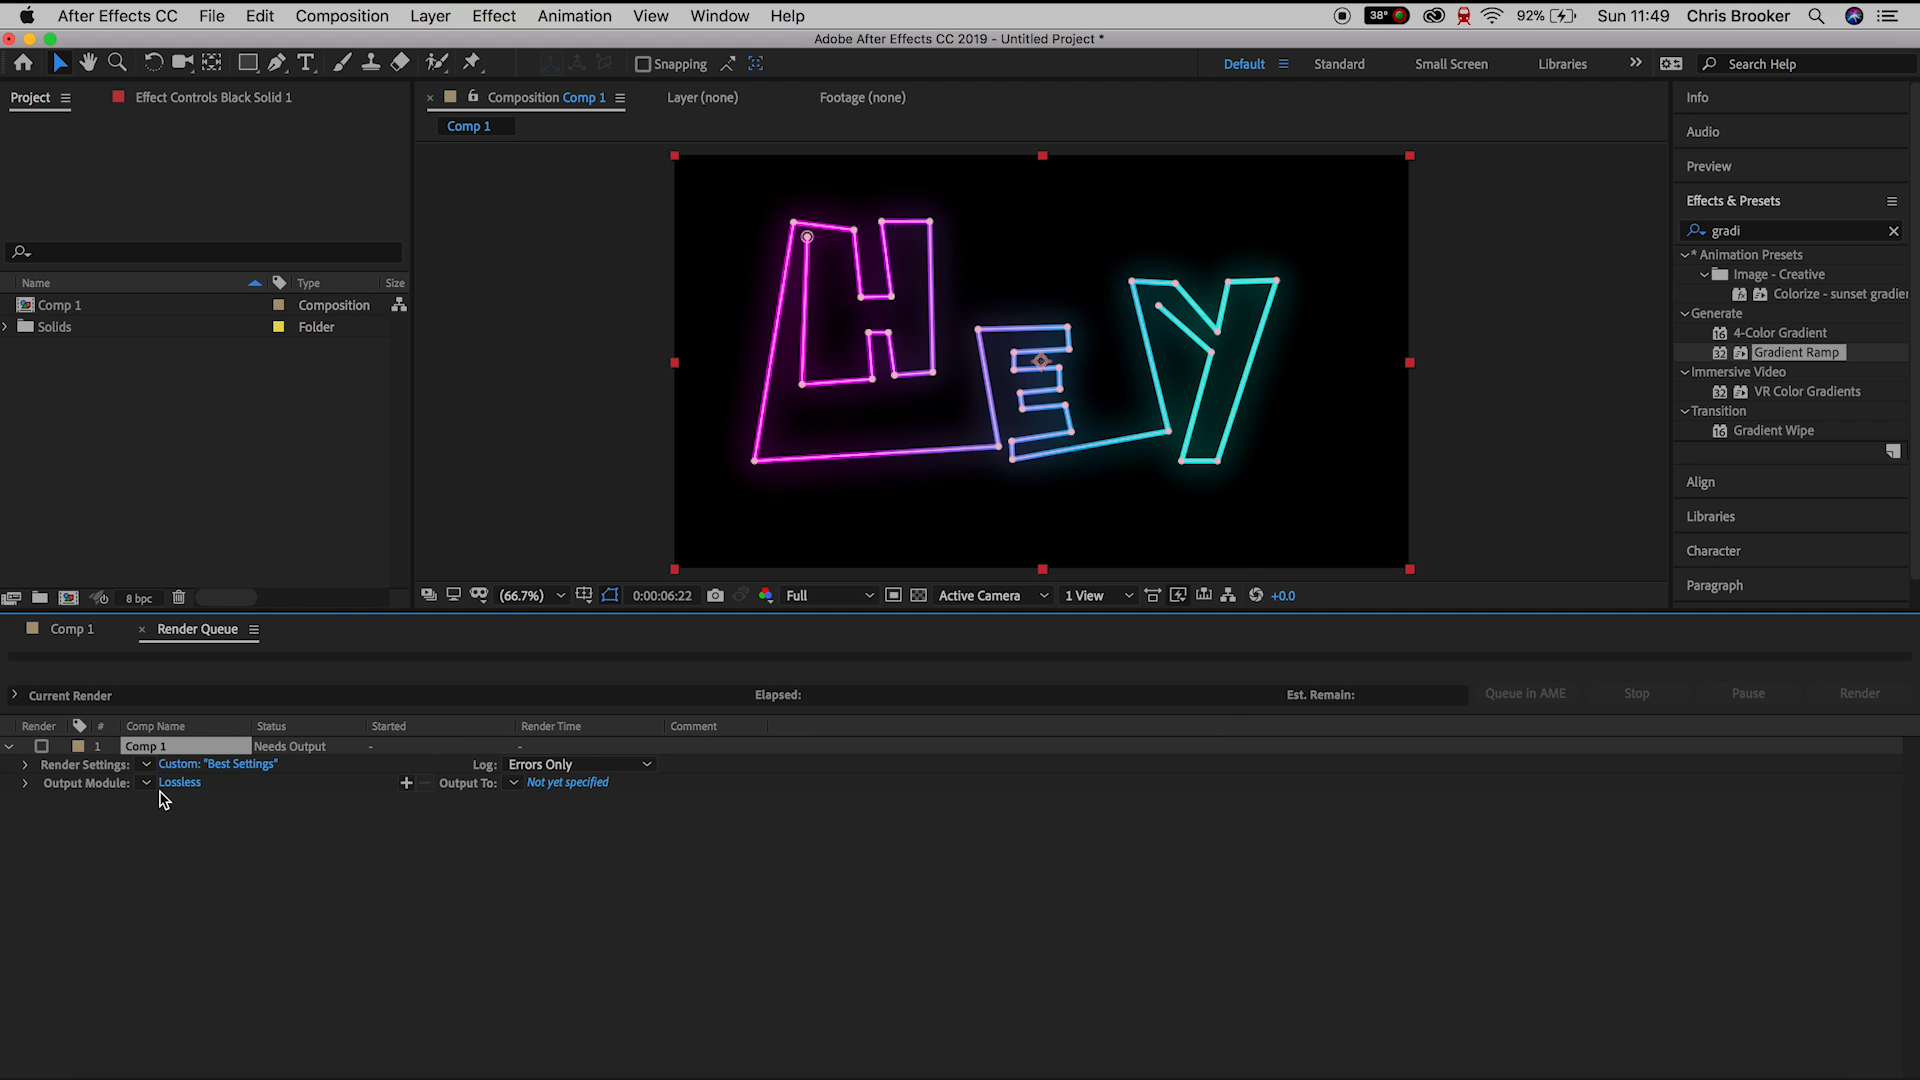 After Effects CC File Edit Composition Layer Effect Animation View Window Help 38° 92% Sun 11:49 Chris Brooker
Adobe After Effects CC 2019 - Untitled Project *
T Snapping Default Standard Small Screen Libraries Search Help
Project Effect Controls Black Solid 1
Composition Comp 1 Layer (none) Footage (none)
Comp 1
HEY
Name Type Size
Comp 1 Composition
Solids Folder
8 bpc
(66.7%) 0:00:06:22 Full Active Camera 1 View +0.0
Info
Audio
Preview
Effects & Presets
gradi
* Animation Presets
Image - Creative
Colorize - sunset gradier
Generate
4-Color Gradient
Gradient Ramp
Immersive Video
VR Color Gradients
Transition
Gradient Wipe
Align
Libraries
Character
Paragraph
Comp 1 Render Queue
Current Render Elapsed: Est. Remain: Queue in AME Stop Pause Render
Render # Comp Name Status Started Render Time Comment
1 Comp 1 Needs Output - -
Render Settings: Custom: "Best Settings" Log: Errors Only
Output Module: Lossless Output To: Not yet specified